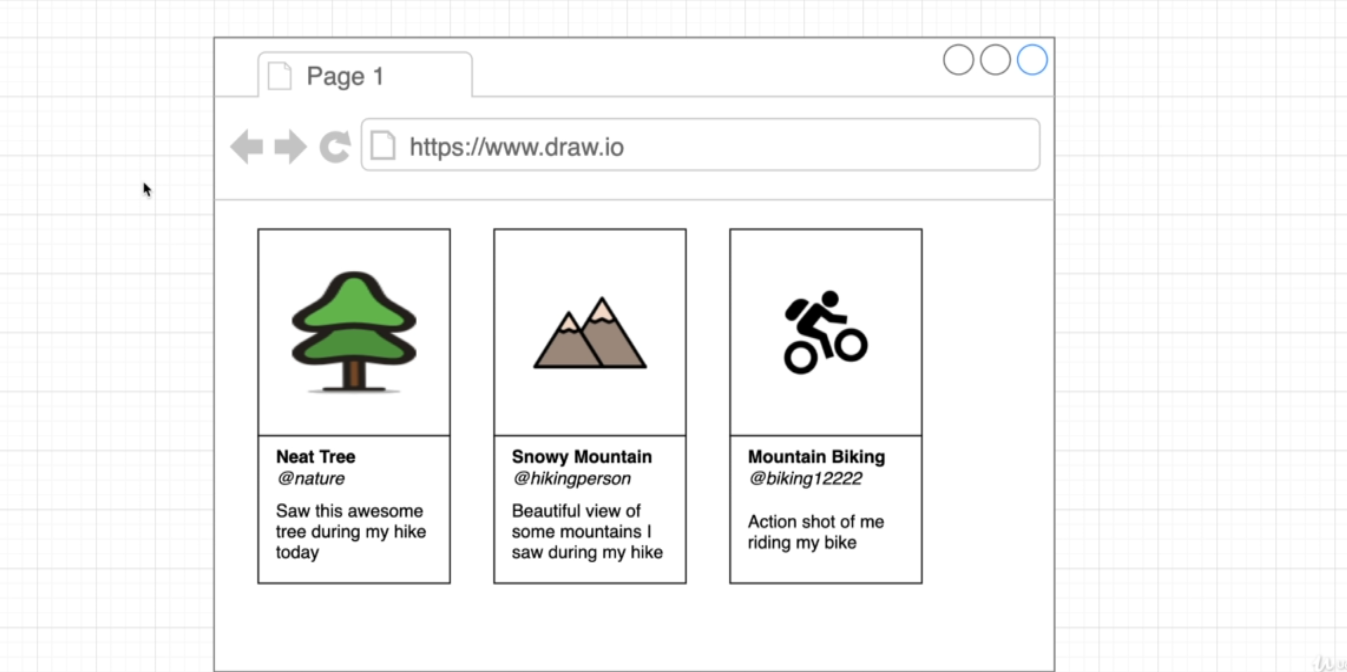 Page 1
https://www.draw.io
Neat Tree
@nature
Saw this awesome
tree during my hike
today
Snowy Mountain
@hikingperson
Beautiful view of
some mountains I
saw during my hike
Mountain Biking
@biking12222
Action shot of me
riding my bike